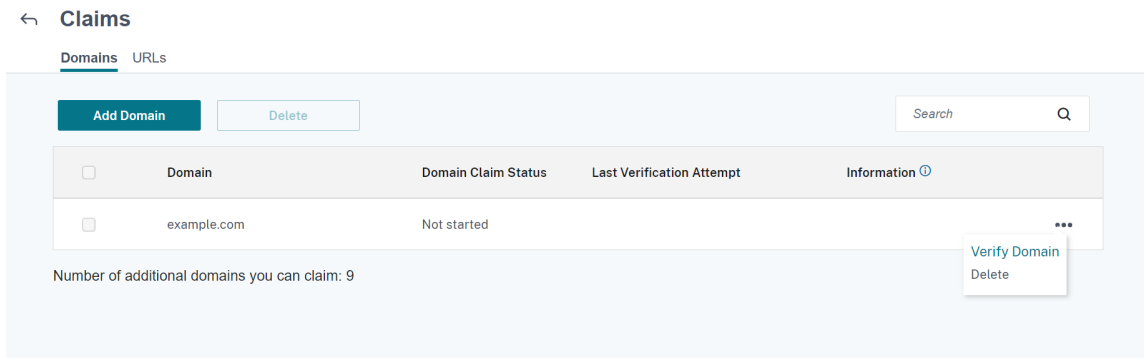 Claims
Domains URLs
Add Domain Delete Search
Domain Domain Claim Status Last Verification Attempt Information
example.com Not started
Verify Domain
Delete
Number of additional domains you can claim: 9